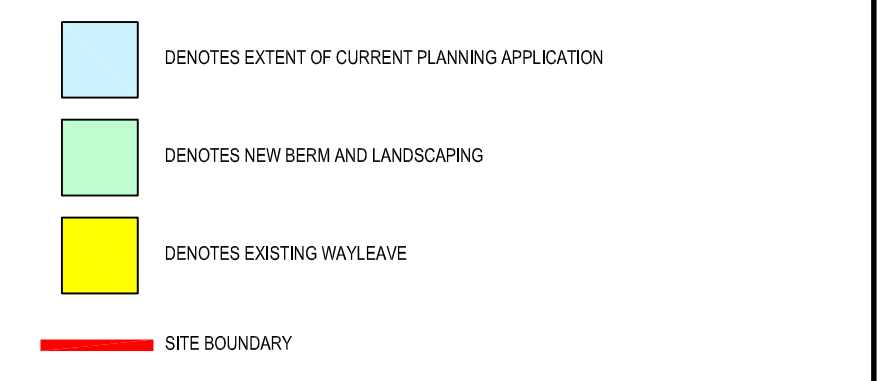 DENOTES EXTENT OF CURRENT PLANNING APPLICATION
DENOTES NEW BERM AND LANDSCAPING
DENOTES EXISTING WAYLEAVE
SITE BOUNDARY